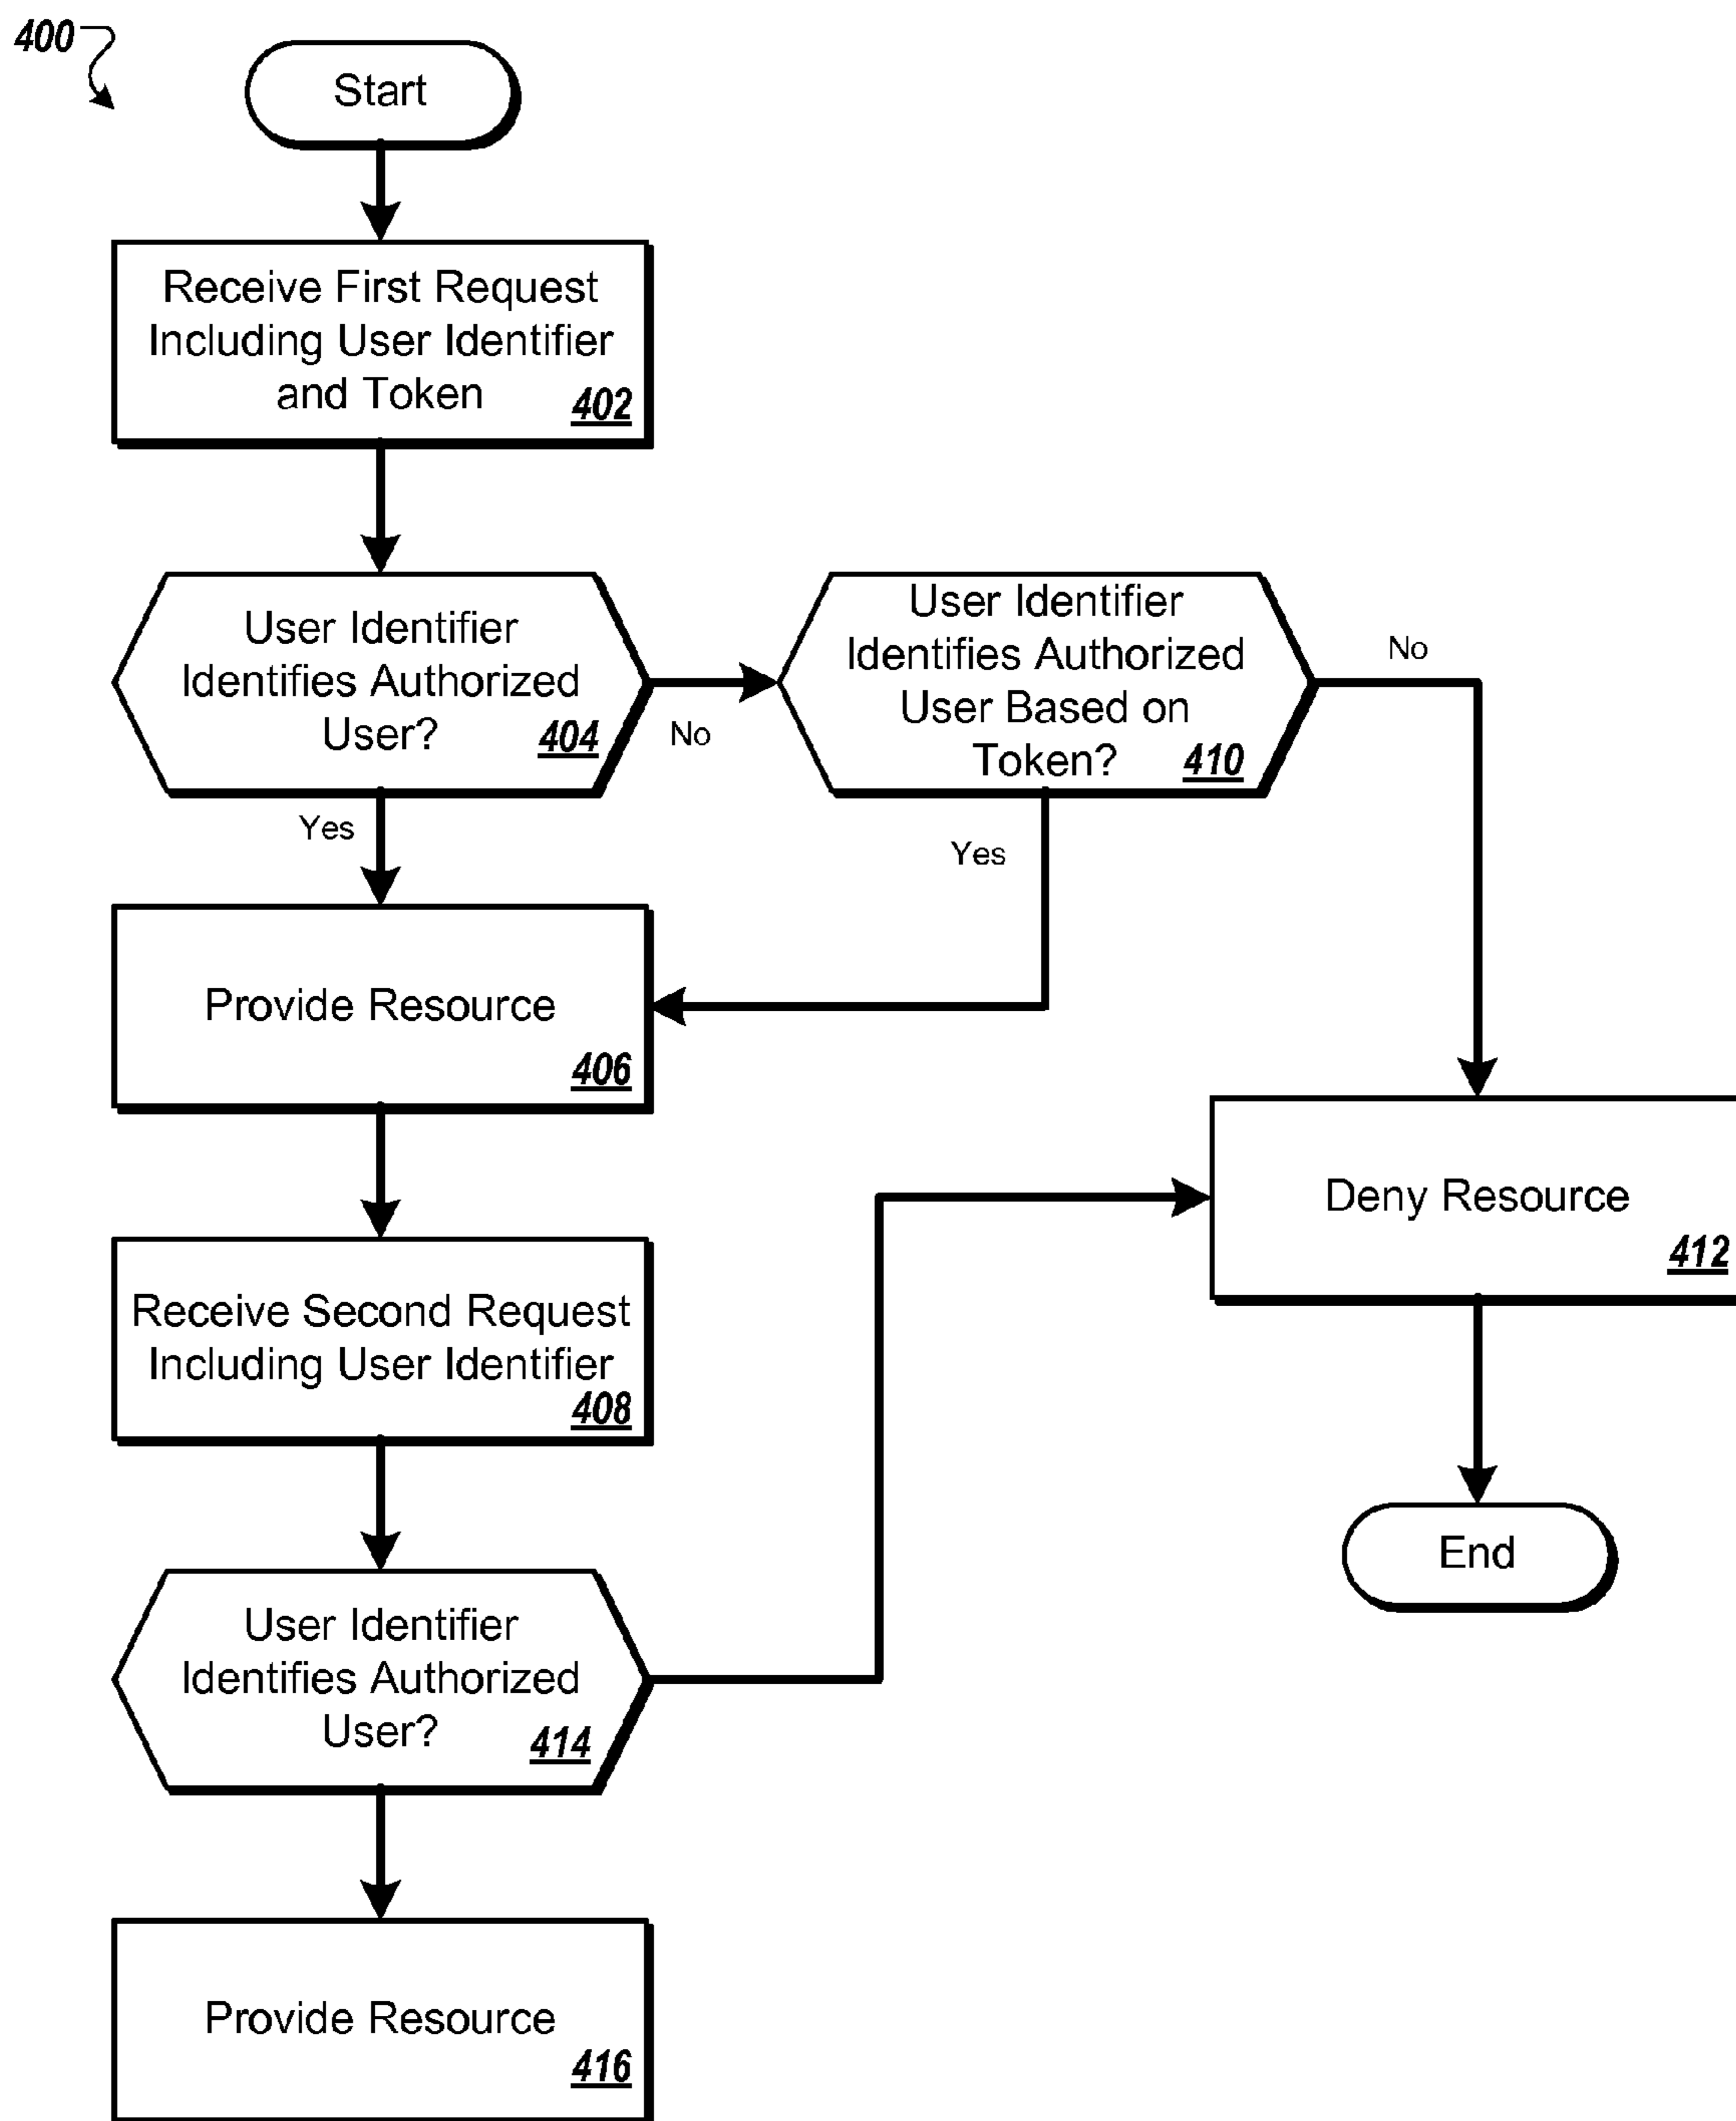 400
Start
Receive First Request
Including User Identifier
and Token
402
User Identifier
Identifies Authorized
User?
404
No
User Identifier
Identifies Authorized
User Based on
Token?
410
No
Yes
Yes
Provide Resource
406
Deny Resource
412
Receive Second Request
Including User Identifier
408
End
User Identifier
Identifies Authorized
User?
414
Provide Resource
416